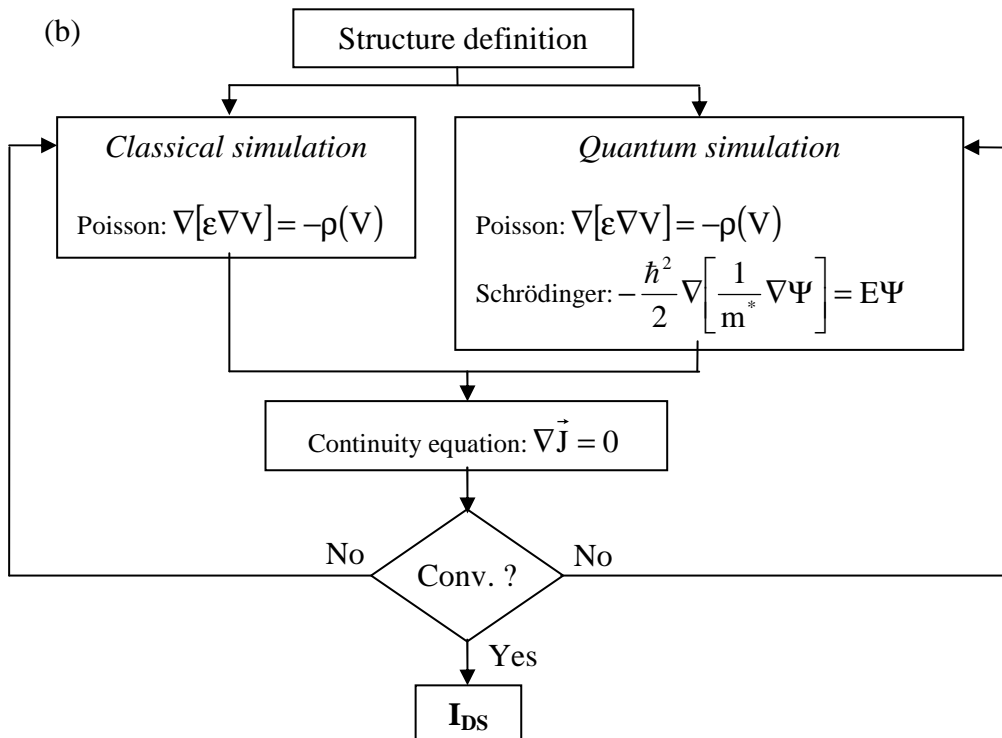 (b)
Structure definition
Classical simulation
Poisson: ∇[ε∇V] = −ρ(V)
Quantum simulation
Poisson: ∇[ε∇V] = −ρ(V)
Schrödinger: −ℏ²/2 ∇[1/m* ∇Ψ] = EΨ
Continuity equation: ∇J⃗ = 0
No
Conv. ?
No
Yes
I_DS